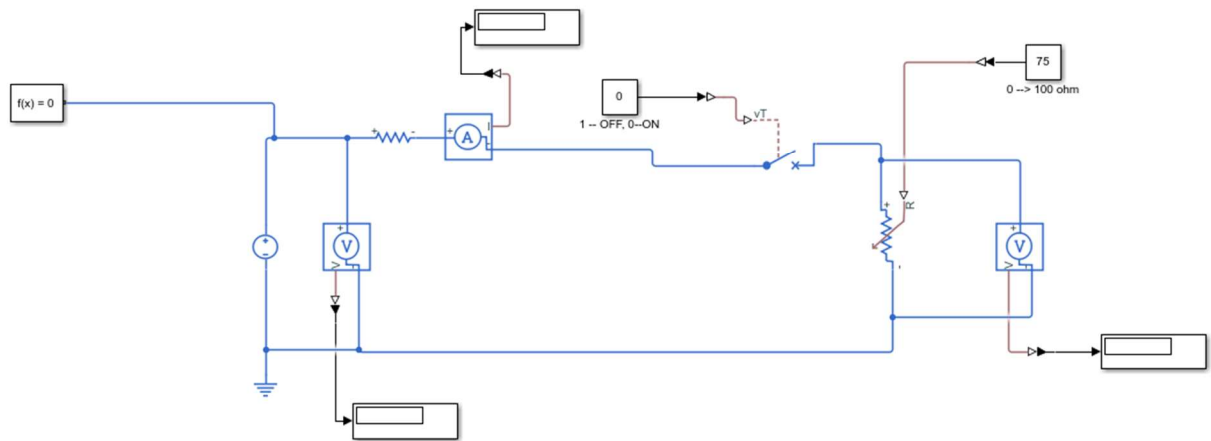 75
0 --> 100 ohm
f(x) = 0
0
1 -- OFF, 0--ON
vT
+
-
+
A
I
+
-
+
V
V
+
R
-
+
V
V